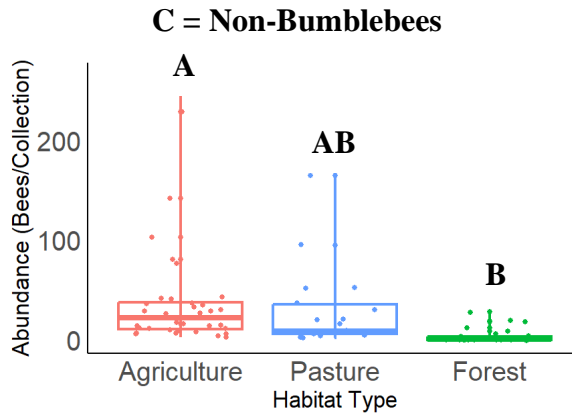 C = Non-Bumblebees
A
AB
B
Abundance (Bees/Collection)
200
100
0
Agriculture Pasture Forest
Habitat Type